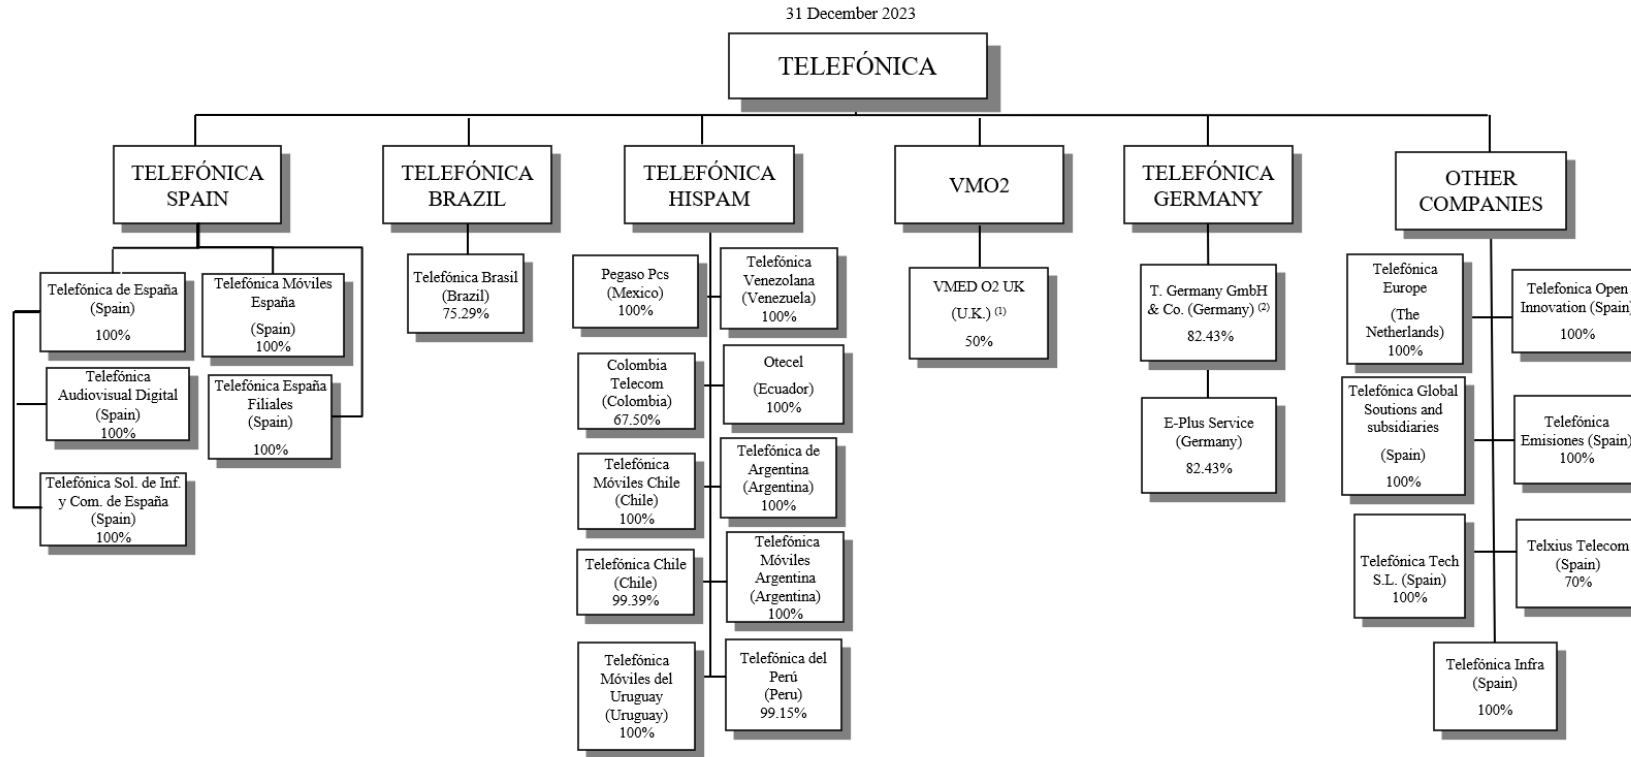 31 December 2023
TELEFÓNICA
TELEFÓNICA
SPAIN
TELEFÓNICA
BRAZIL
TELEFÓNICA
HISPAM
VMO2
TELEFÓNICA
GERMANY
OTHER
COMPANIES
Telefónica de España
(Spain)
100%
Telefónica Móviles
España
(Spain)
100%
Telefónica
Audiovisual Digital
(Spain)
100%
Telefónica España
Filiales
(Spain)
100%
Telefónica Sol. de Inf.
y Com. de España
(Spain)
100%
Telefónica Brasil
(Brazil)
75.29%
Pegaso Pcs
(Mexico)
100%
Telefónica
Venezolana
(Venezuela)
100%
Colombia
Telecom
(Colombia)
67.50%
Otecel
(Ecuador)
100%
Telefónica
Móviles Chile
(Chile)
100%
Telefónica de
Argentina
(Argentina)
100%
Telefónica Chile
(Chile)
99.39%
Telefónica
Móviles
Argentina
(Argentina)
100%
Telefónica
Móviles del
Uruguay
(Uruguay)
100%
Telefónica del
Perú
(Peru)
99.15%
VMED O2 UK
(U.K.) (1)
50%
T. Germany GmbH
& Co. (Germany) (2)
82.43%
E-Plus Service
(Germany)
82.43%
Telefónica
Europe
(The
Netherlands)
100%
Telefonica Open
Innovation (Spain)
100%
Telefónica Global
Soutions and
subsidiaries
(Spain)
100%
Telefónica
Emisiones (Spain)
100%
Telefónica Tech
S.L. (Spain)
100%
Telxius Telecom
(Spain)
70%
Telefónica Infra
(Spain)
100%